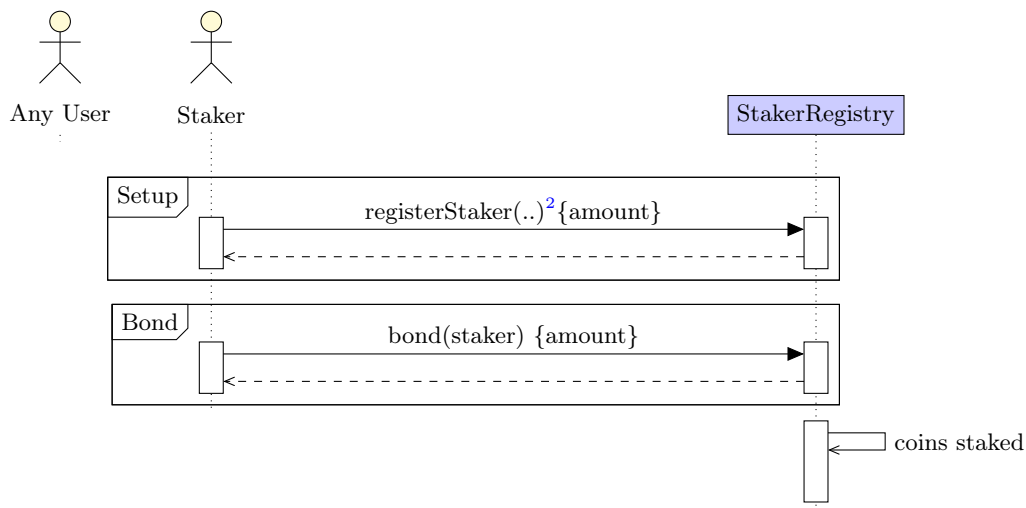 Any User
Staker
StakerRegistry
Setup
registerStaker(..)²{amount}
Bond
bond(staker) {amount}
coins staked